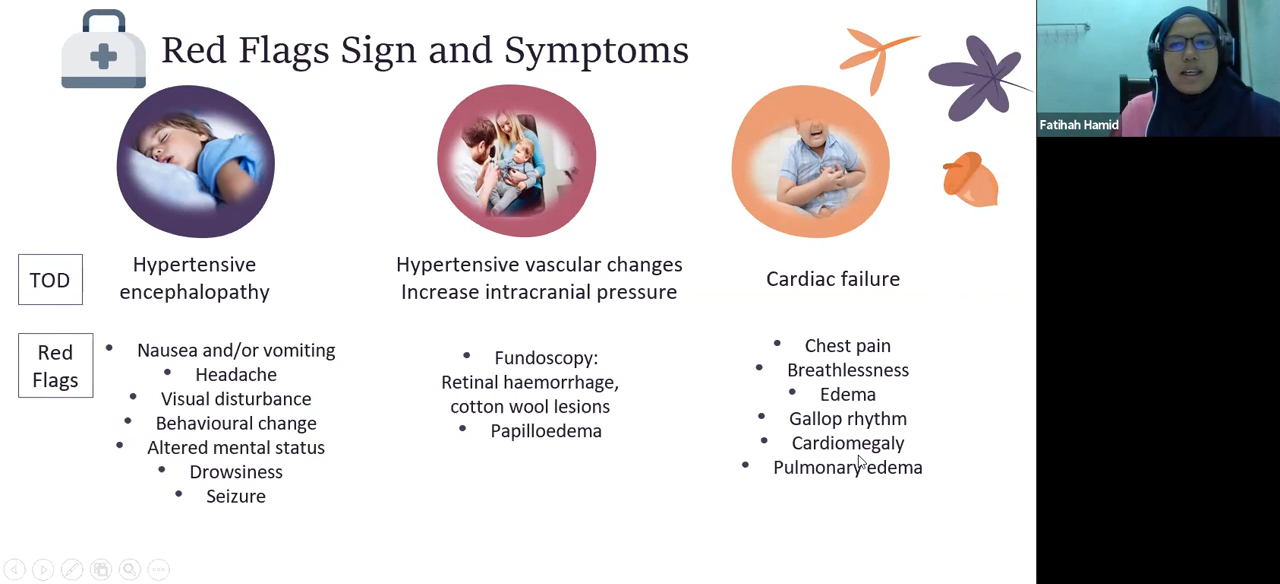 Red Flags Sign and Symptoms
Fatihah Hamid
TOD
Hypertensive
encephalopathy
Hypertensive vascular changes
Increase intracranial pressure
Cardiac failure
Red
Flags
• Nausea and/or vomiting
• Headache
• Visual disturbance
• Behavioural change
• Altered mental status
• Drowsiness
• Seizure
• Fundoscopy:
Retinal haemorrhage,
cotton wool lesions
• Papilloedema
• Chest pain
• Breathlessness
• Edema
• Gallop rhythm
• Cardiomegaly
• Pulmonary edema